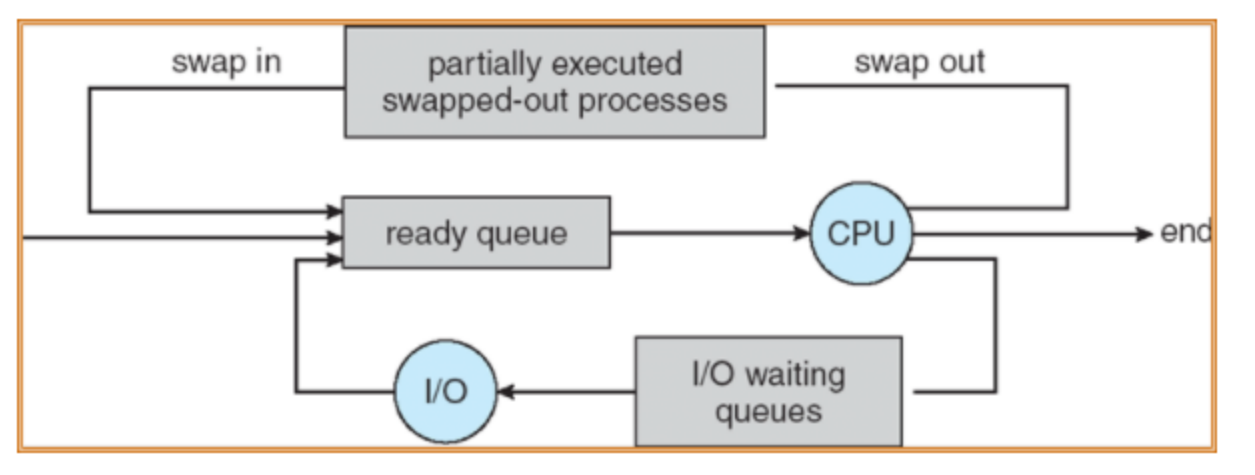 swap in
partially executed
swapped-out processes
swap out
ready queue
CPU
end
I/O
I/O waiting
queues